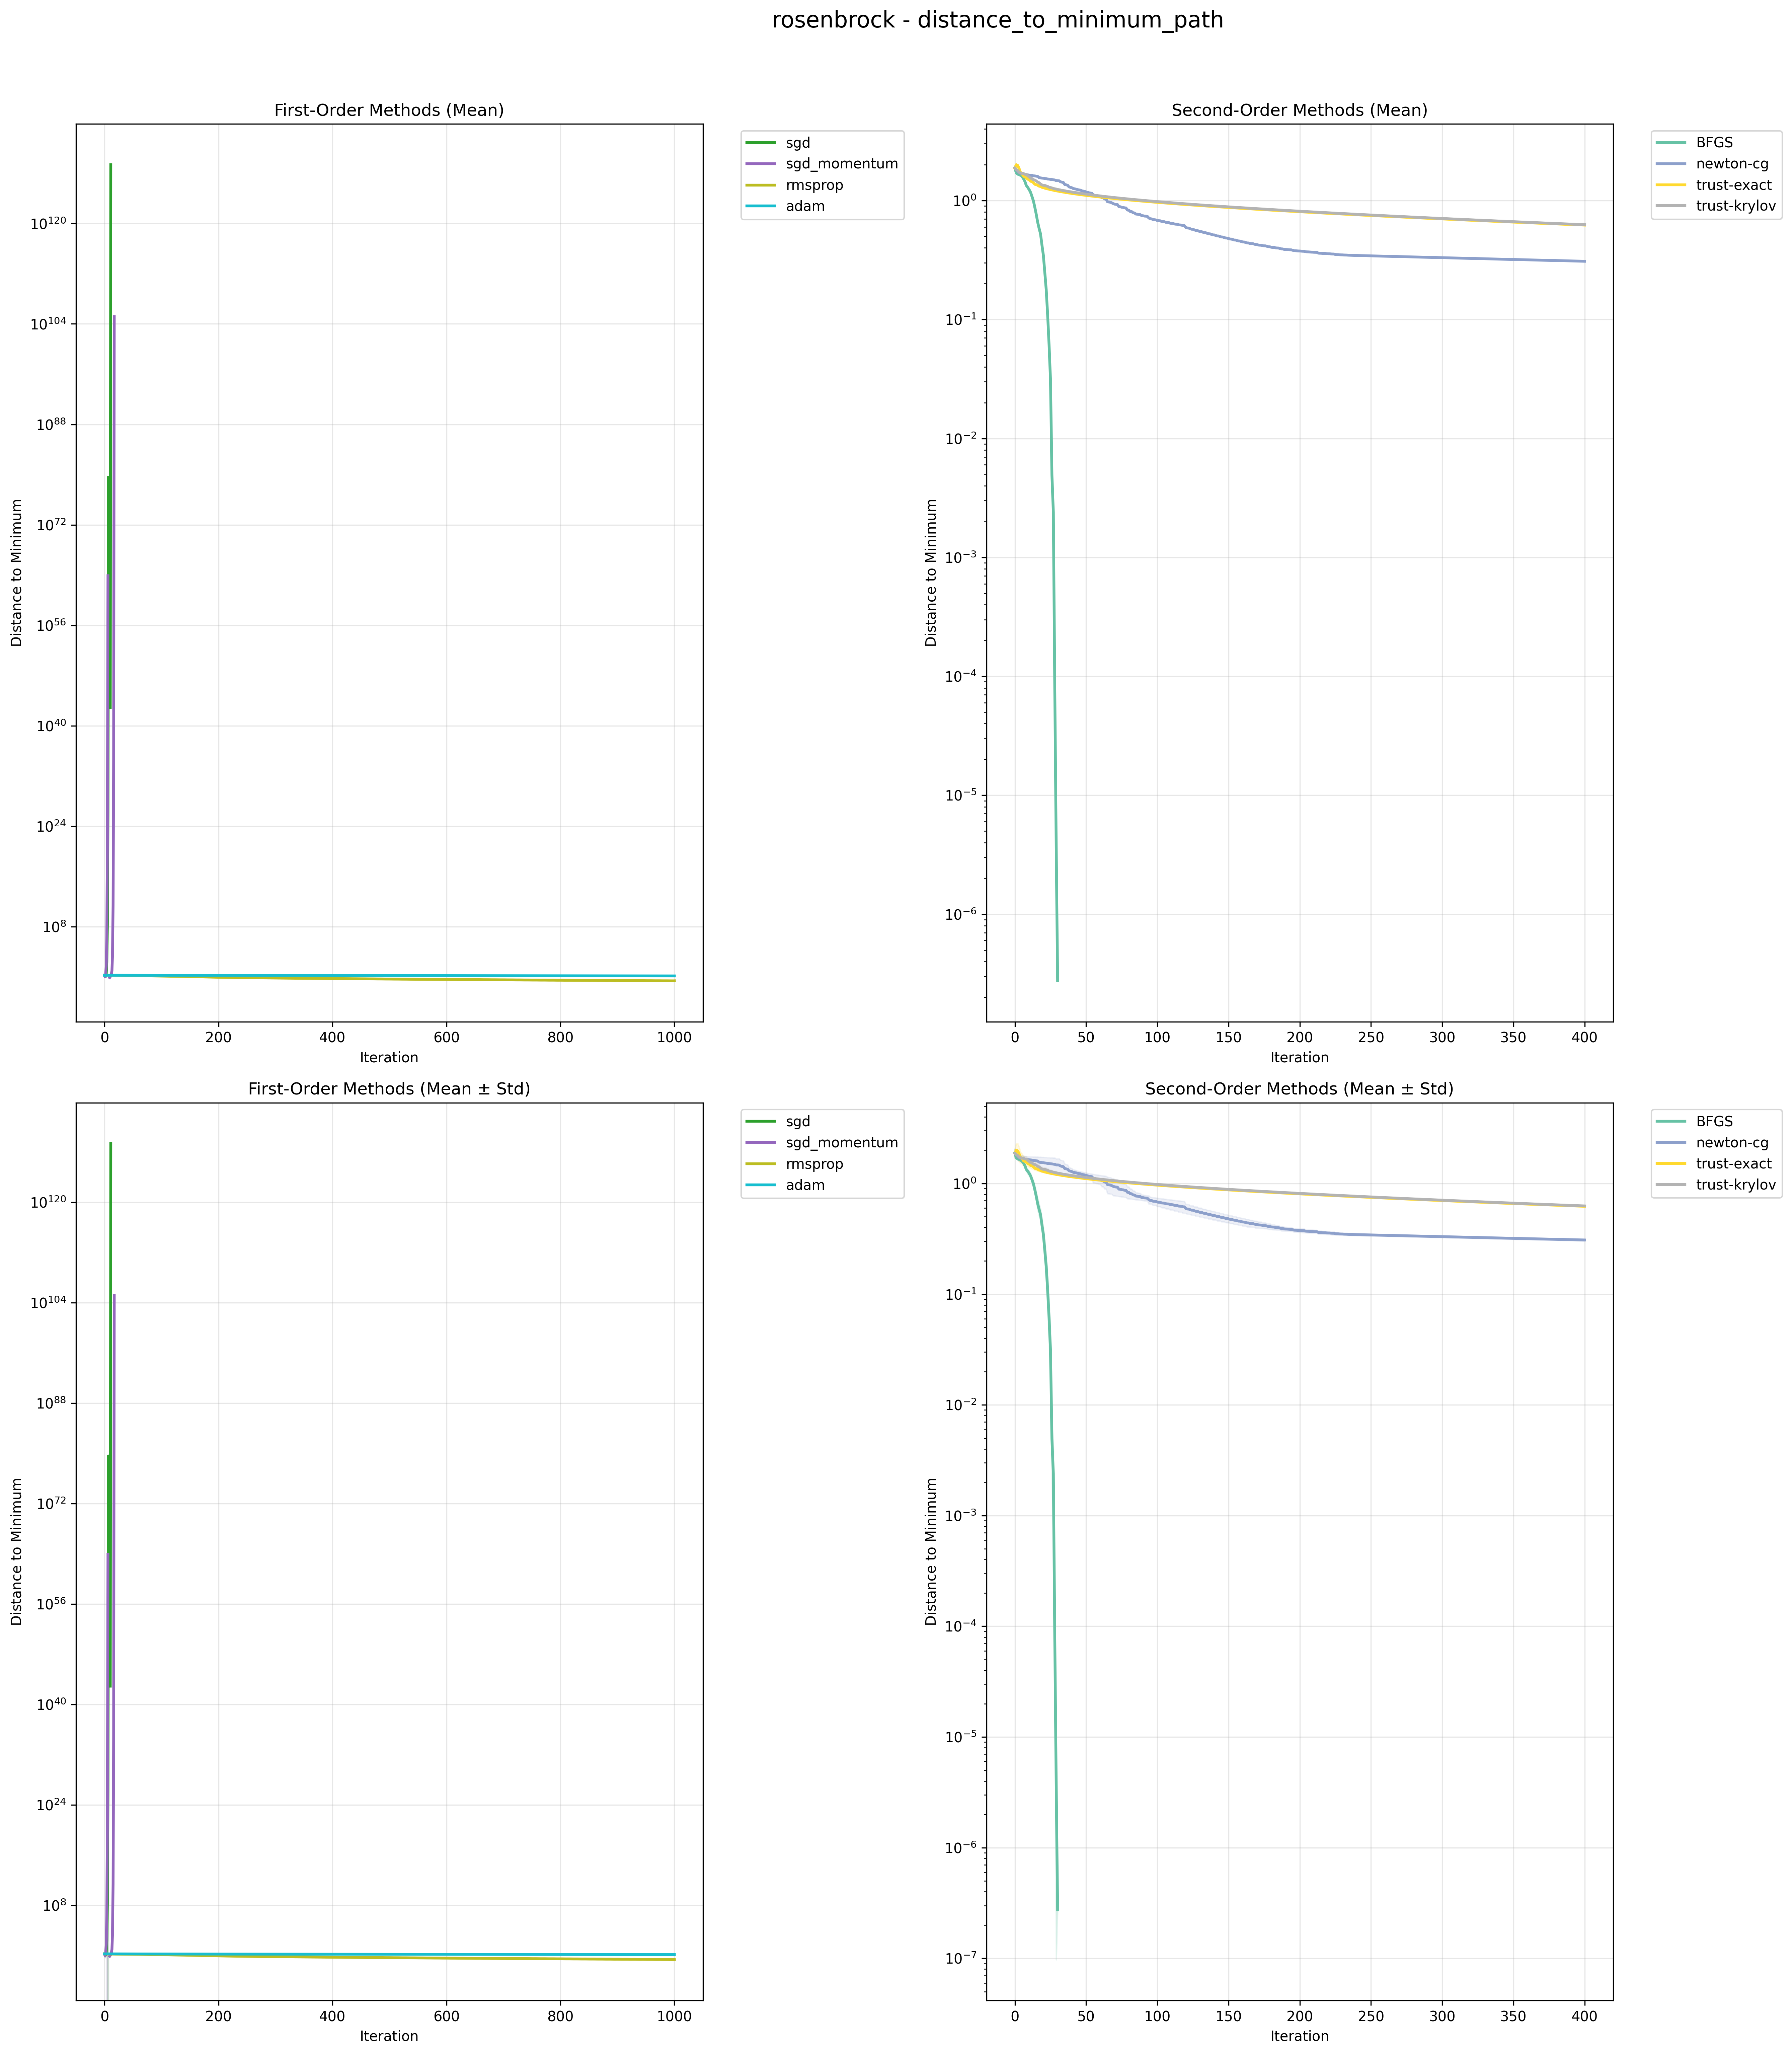 rosenbrock - distance_to_minimum_path
First-Order Methods (Mean)
Distance to Minimum
10^120
10^104
10^88
10^72
10^56
10^40
10^24
10^8
0 200 400 600 800 1000
Iteration
sgd
sgd_momentum
rmsprop
adam
Second-Order Methods (Mean)
Distance to Minimum
10^0
10^−1
10^−2
10^−3
10^−4
10^−5
10^−6
0 50 100 150 200 250 300 350 400
Iteration
BFGS
newton-cg
trust-exact
trust-krylov
First-Order Methods (Mean ± Std)
Distance to Minimum
10^120
10^104
10^88
10^72
10^56
10^40
10^24
10^8
0 200 400 600 800 1000
Iteration
sgd
sgd_momentum
rmsprop
adam
Second-Order Methods (Mean ± Std)
Distance to Minimum
10^0
10^−1
10^−2
10^−3
10^−4
10^−5
10^−6
10^−7
0 50 100 150 200 250 300 350 400
Iteration
BFGS
newton-cg
trust-exact
trust-krylov